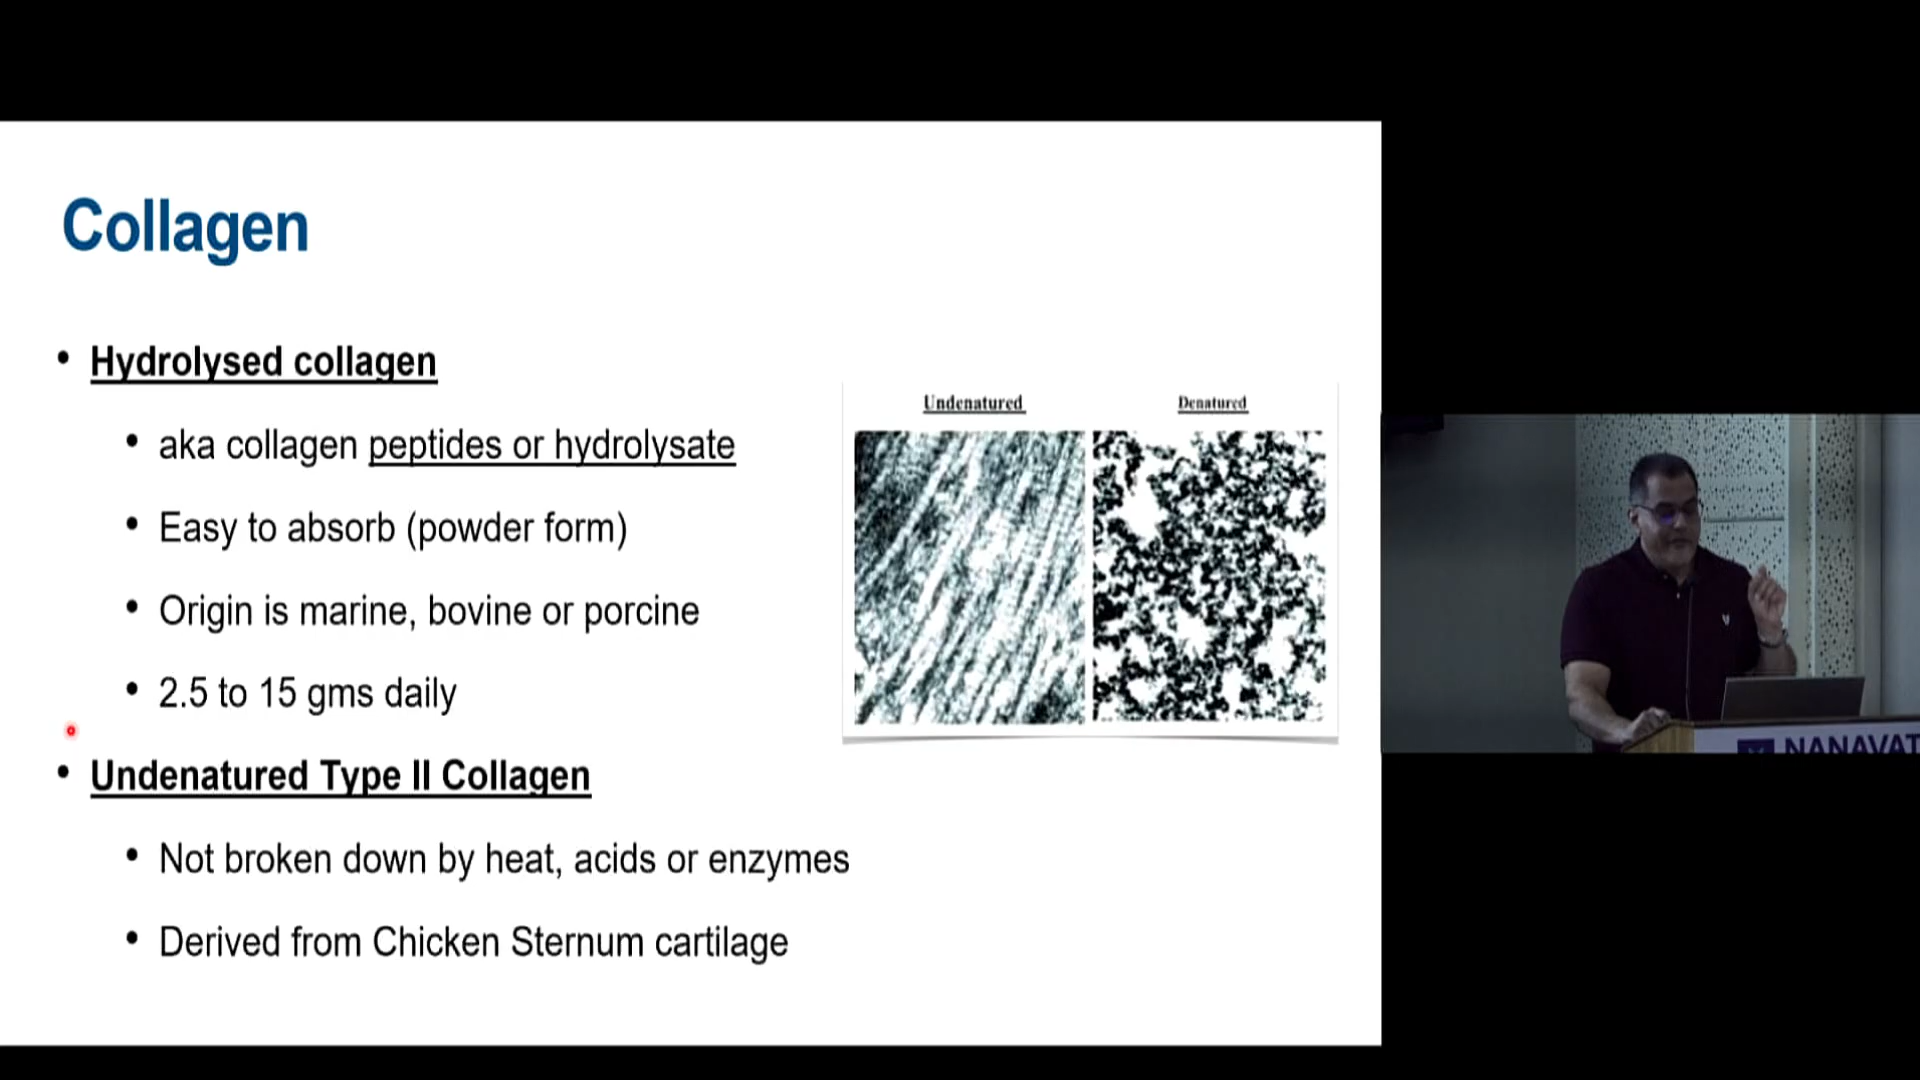 Collagen
• Hydrolysed collagen
• aka collagen peptides or hydrolysate
• Easy to absorb (powder form)
• Origin is marine, bovine or porcine
• 2.5 to 15 gms daily
• Undenatured Type II Collagen
• Not broken down by heat, acids or enzymes
• Derived from Chicken Sternum cartilage
Undenatured
Denatured
NANAVAT